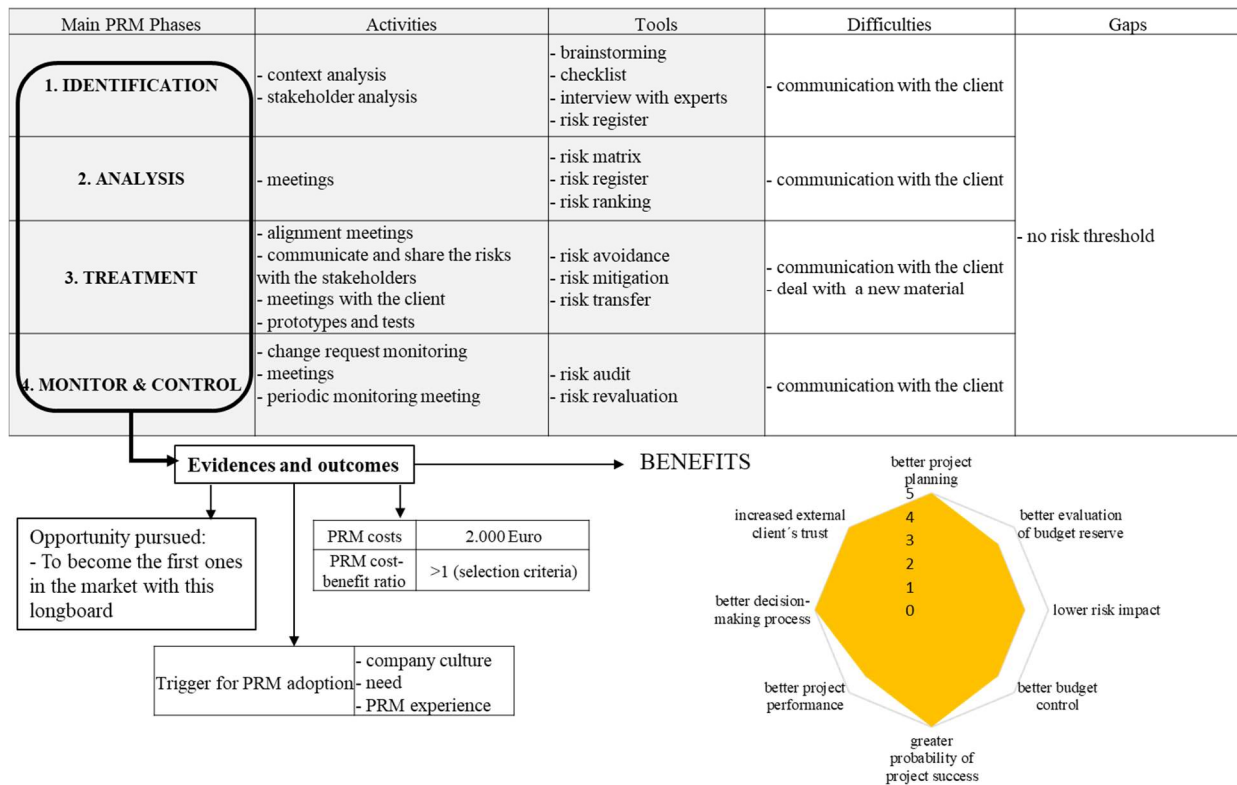 Main PRM Phases
Activities
Tools
Difficulties
Gaps
1. IDENTIFICATION
- context analysis
- stakeholder analysis
- brainstorming
- checklist
- interview with experts
- risk register
- communication with the client
2. ANALYSIS
- meetings
- risk matrix
- risk register
- risk ranking
- communication with the client
- no risk threshold
3. TREATMENT
- alignment meetings
- communicate and share the risks
with the stakeholders
- meetings with the client
- prototypes and tests
- risk avoidance
- risk mitigation
- risk transfer
- communication with the client
- deal with a new material
4. MONITOR & CONTROL
- change request monitoring
- meetings
- periodic monitoring meeting
- risk audit
- risk revaluation
- communication with the client
Evidences and outcomes
BENEFITS
Opportunity pursued:
- To become the first ones
in the market with this
longboard
PRM costs
2.000 Euro
PRM cost-
benefit ratio
>1 (selection criteria)
Trigger for PRM adoption
- company culture
- need
- PRM experience
better project
planning
5
4
3
2
1
0
better evaluation
of budget reserve
lower risk impact
better budget
control
greater
probability of
project success
better project
performance
better decision-
making process
increased external
client´s trust